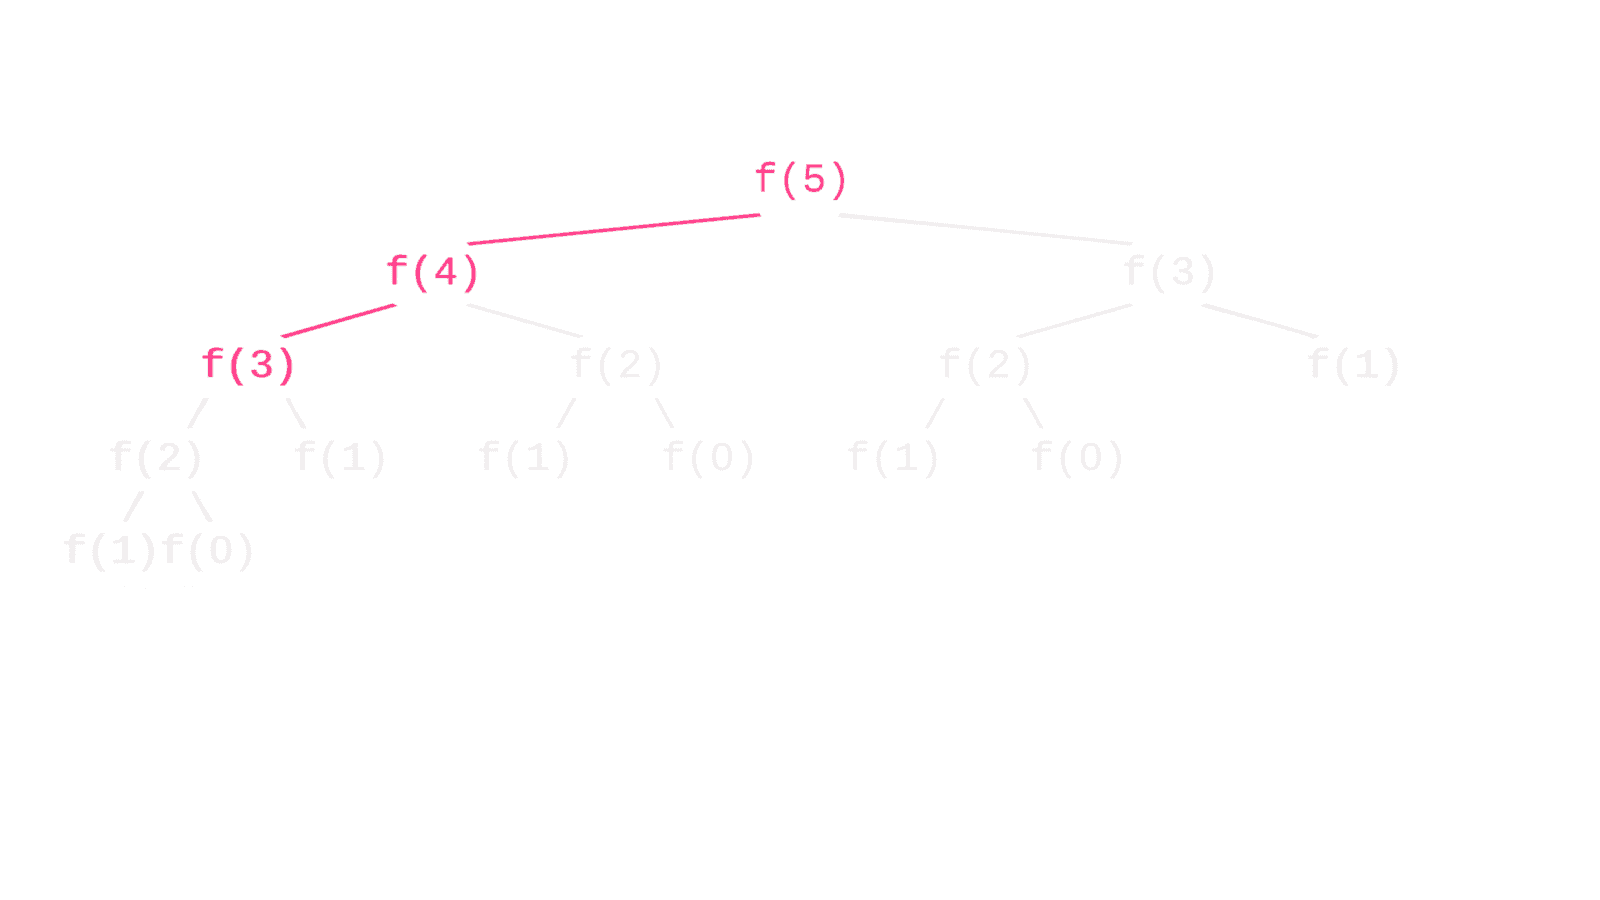 f(5)
f(4) f(3)
f(3) f(2) f(2) f(1)
f(2) f(1) f(1) f(0) f(1) f(0)
f(1)f(0)